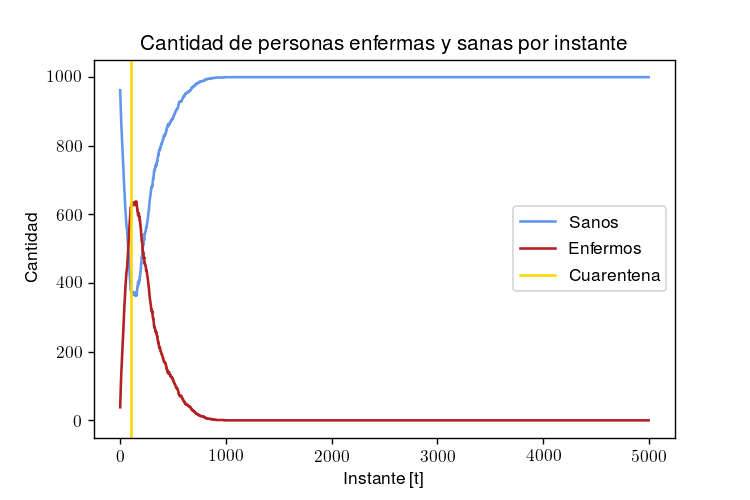 Cantidad de personas enfermas y sanas por instante
Cantidad
1000
800
600
400
200
0
Sanos
Enfermos
Cuarentena
0 1000 2000 3000 4000 5000
Instante [t]